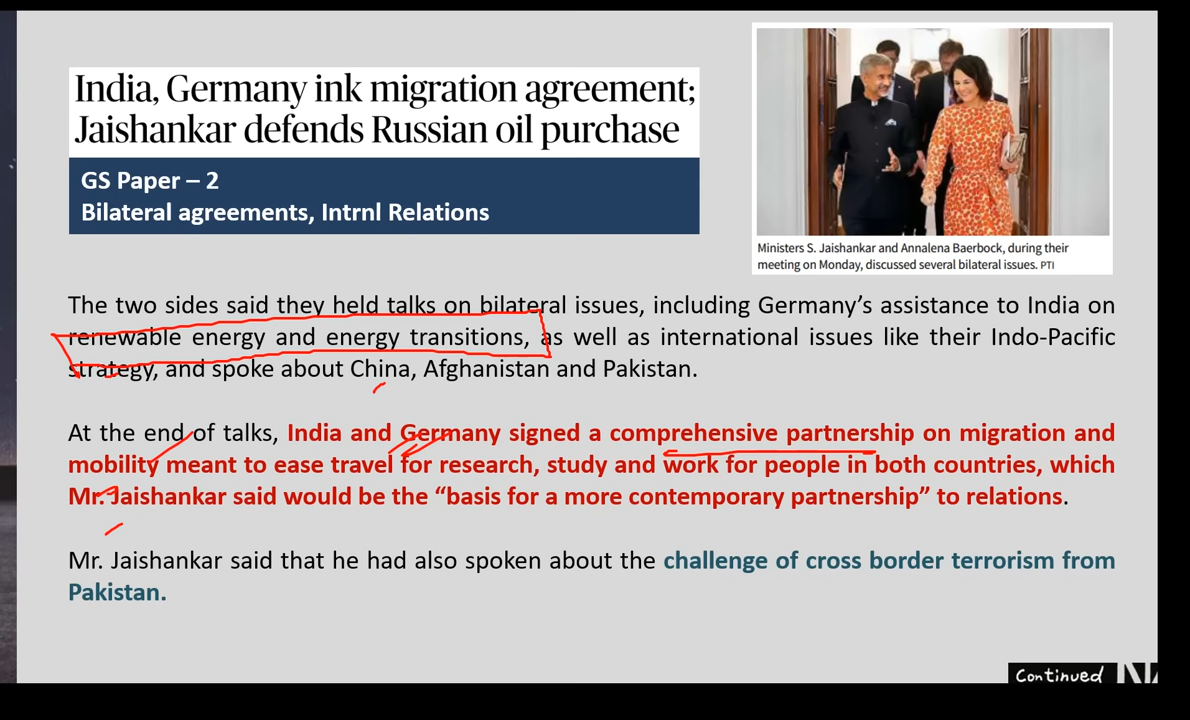 India, Germany ink migration agreement;
Jaishankar defends Russian oil purchase
GS Paper – 2
Bilateral agreements, Intrnl Relations
Ministers S. Jaishankar and Annalena Baerbock, during their
meeting on Monday, discussed several bilateral issues. PTI
The two sides said they held talks on bilateral issues, including Germany’s assistance to India on
renewable energy and energy transitions, as well as international issues like their Indo-Pacific
strategy, and spoke about China, Afghanistan and Pakistan.
At the end of talks, India and Germany signed a comprehensive partnership on migration and
mobility meant to ease travel for research, study and work for people in both countries, which
Mr. Jaishankar said would be the “basis for a more contemporary partnership” to relations.
Mr. Jaishankar said that he had also spoken about the challenge of cross border terrorism from
Pakistan.
Continued